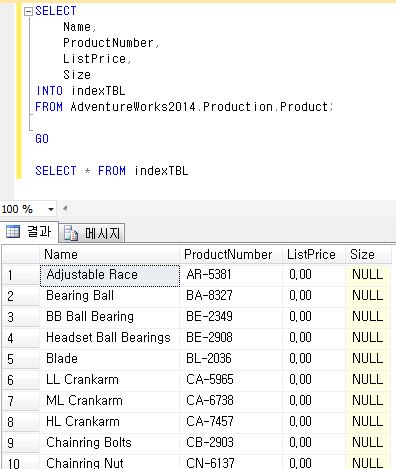 SELECT
Name,
ProductNumber,
ListPrice,
Size
INTO indexTBL
FROM AdventureWorks2014.Production.Product;
GO
SELECT * FROM indexTBL
100 %
결과 메시지
Name ProductNumber ListPrice Size
1 Adjustable Race AR-5381 0,00 NULL
2 Bearing Ball BA-8327 0,00 NULL
3 BB Ball Bearing BE-2349 0,00 NULL
4 Headset Ball Bearings BE-2908 0,00 NULL
5 Blade BL-2036 0,00 NULL
6 LL Crankarm CA-5965 0,00 NULL
7 ML Crankarm CA-6738 0,00 NULL
8 HL Crankarm CA-7457 0,00 NULL
9 Chainring Bolts CB-2903 0,00 NULL
10 Chainring Nut CN-6137 0,00 NULL